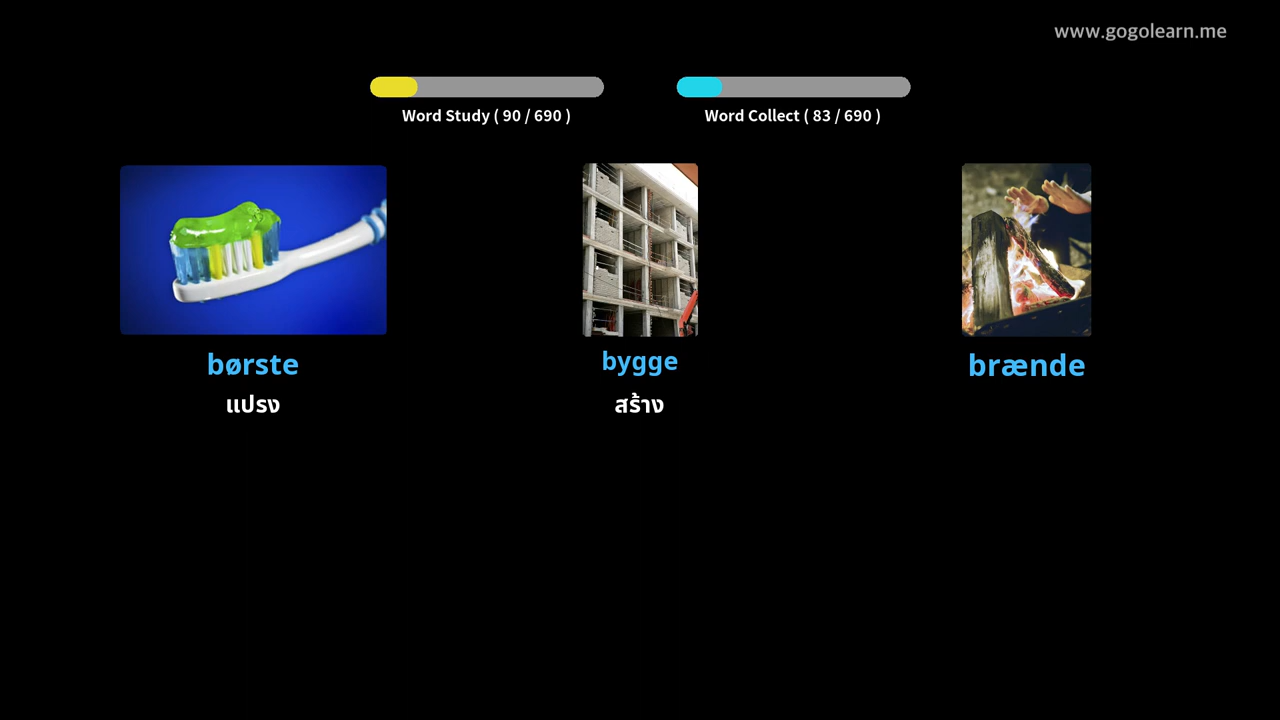 www.gogolearn.me
Word Study ( 90 / 690 )
Word Collect ( 83 / 690 )
børste
bygge
brænde
แปรง
สร้าง